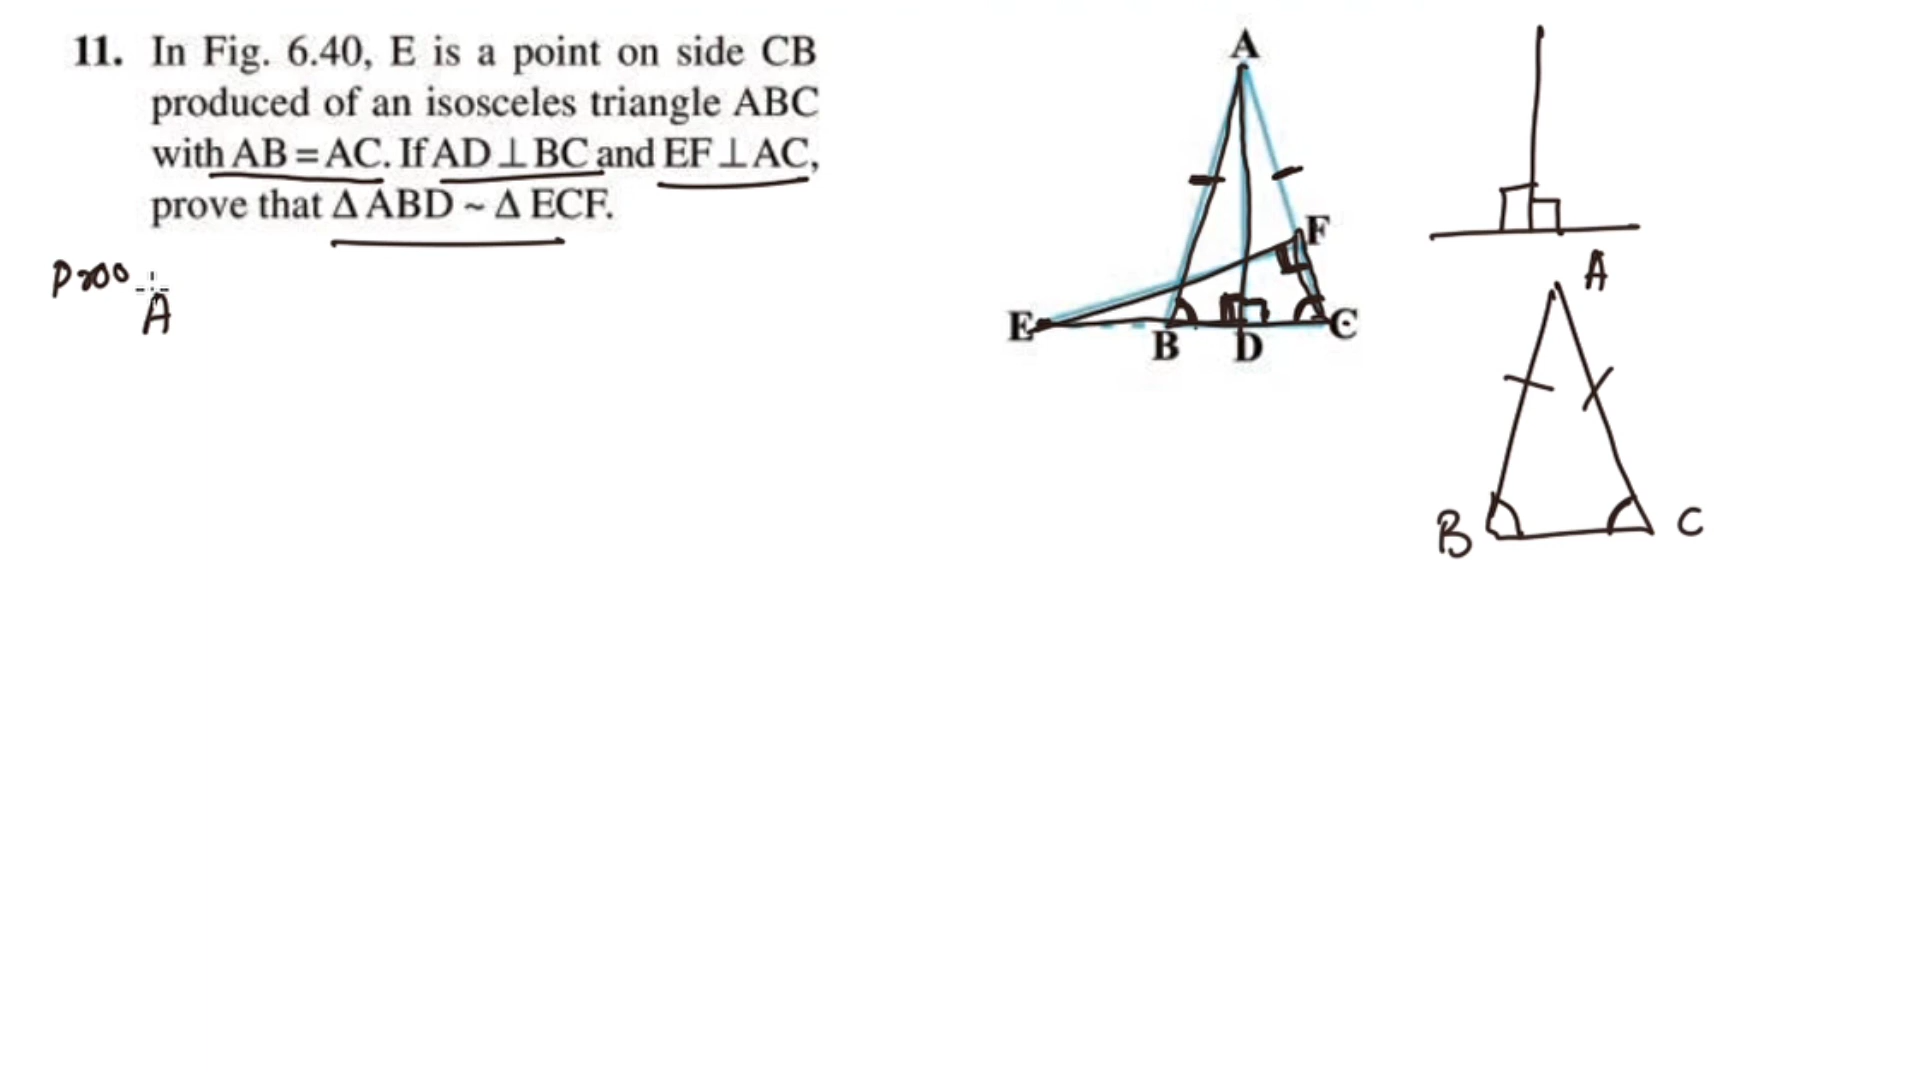 11. In Fig. 6.40, E is a point on side CB
produced of an isosceles triangle ABC
with AB = AC. If AD ⊥ BC and EF ⊥ AC,
prove that Δ ABD ~ Δ ECF.
Proo
A
A
F
E
B
D
C
A
B
C